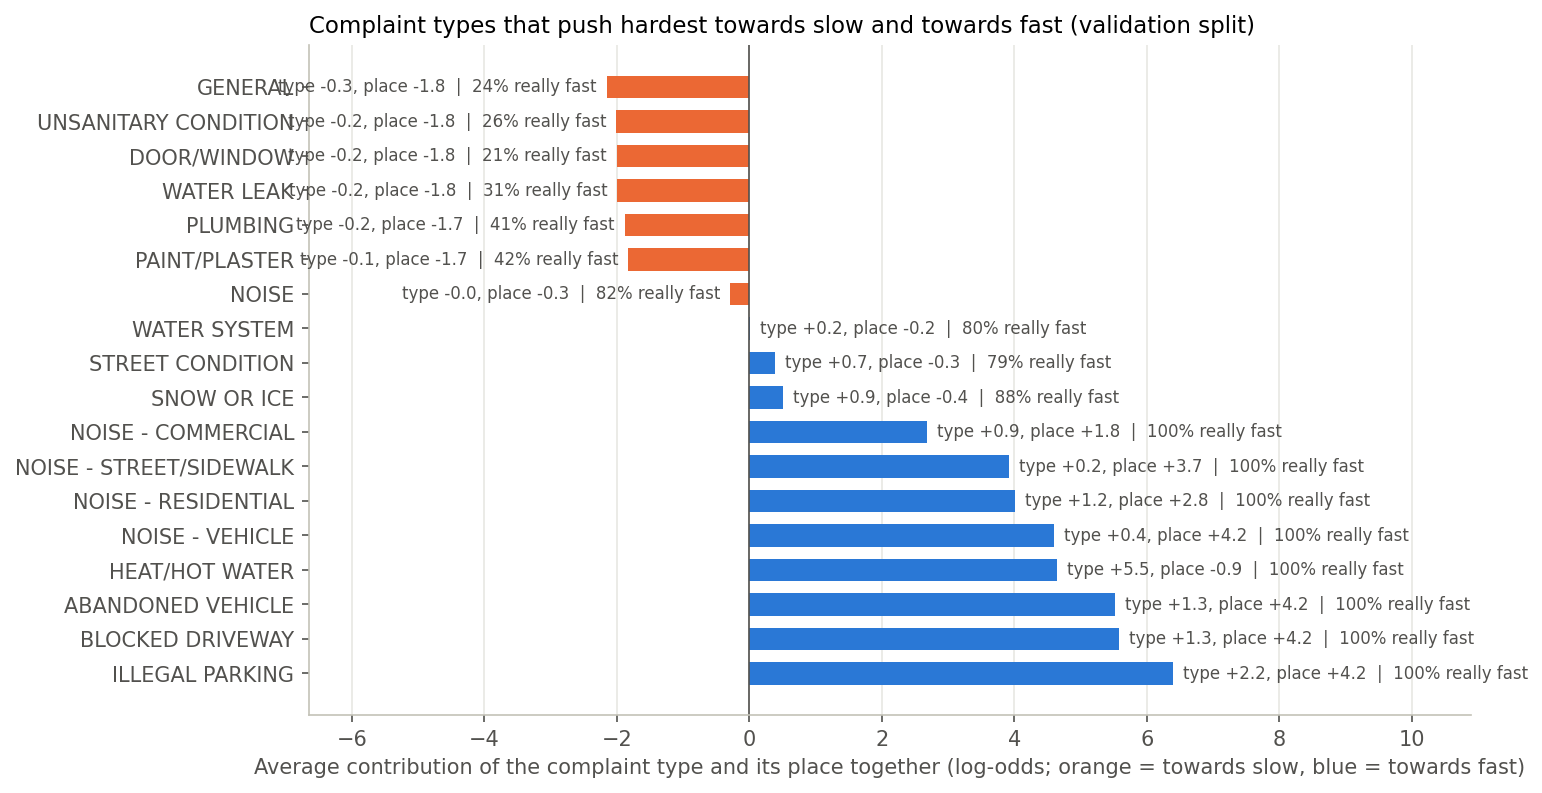 Complaint types that push hardest towards slow and towards fast (validation split)
GENERAL type -0.3, place -1.8 | 24% really fast
UNSANITARY CONDITION type -0.2, place -1.8 | 26% really fast
DOOR/WINDOW type -0.2, place -1.8 | 21% really fast
WATER LEAK type -0.2, place -1.8 | 31% really fast
PLUMBING type -0.2, place -1.7 | 41% really fast
PAINT/PLASTER type -0.1, place -1.7 | 42% really fast
NOISE type -0.0, place -0.3 | 82% really fast
WATER SYSTEM type +0.2, place -0.2 | 80% really fast
STREET CONDITION type +0.7, place -0.3 | 79% really fast
SNOW OR ICE type +0.9, place -0.4 | 88% really fast
NOISE - COMMERCIAL type +0.9, place +1.8 | 100% really fast
NOISE - STREET/SIDEWALK type +0.2, place +3.7 | 100% really fast
NOISE - RESIDENTIAL type +1.2, place +2.8 | 100% really fast
NOISE - VEHICLE type +0.4, place +4.2 | 100% really fast
HEAT/HOT WATER type +5.5, place -0.9 | 100% really fast
ABANDONED VEHICLE type +1.3, place +4.2 | 100% really fast
BLOCKED DRIVEWAY type +1.3, place +4.2 | 100% really fast
ILLEGAL PARKING type +2.2, place +4.2 | 100% really fast
−6 −4 −2 0 2 4 6 8 10
Average contribution of the complaint type and its place together (log-odds; orange = towards slow, blue = towards fast)